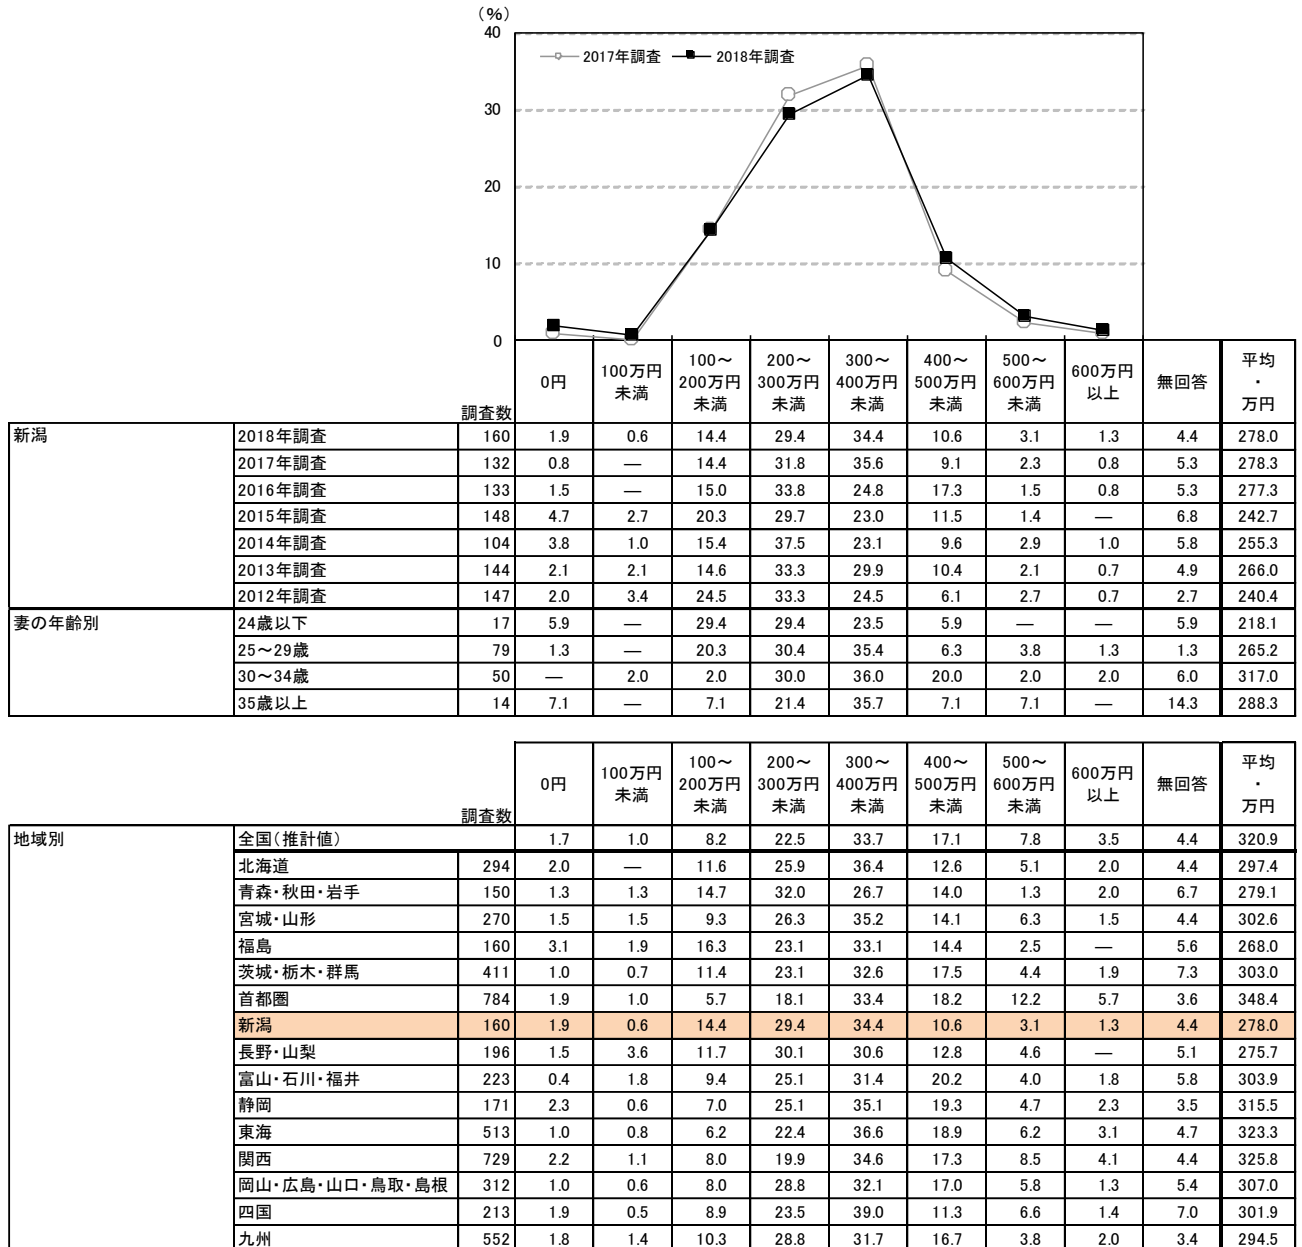 （％）
40
30
20
10
0
2017年調査 2018年調査
調査数 0円 100万円未満 100～200万円未満 200～300万円未満 300～400万円未満 400～500万円未満 500～600万円未満 600万円以上 無回答 平均・万円
新潟 2018年調査 160 1.9 0.6 14.4 29.4 34.4 10.6 3.1 1.3 4.4 278.0
2017年調査 132 0.8 ― 14.4 31.8 35.6 9.1 2.3 0.8 5.3 278.3
2016年調査 133 1.5 ― 15.0 33.8 24.8 17.3 1.5 0.8 5.3 277.3
2015年調査 148 4.7 2.7 20.3 29.7 23.0 11.5 1.4 ― 6.8 242.7
2014年調査 104 3.8 1.0 15.4 37.5 23.1 9.6 2.9 1.0 5.8 255.3
2013年調査 144 2.1 2.1 14.6 33.3 29.9 10.4 2.1 0.7 4.9 266.0
2012年調査 147 2.0 3.4 24.5 33.3 24.5 6.1 2.7 0.7 2.7 240.4
妻の年齢別 24歳以下 17 5.9 ― 29.4 29.4 23.5 5.9 ― ― 5.9 218.1
25～29歳 79 1.3 ― 20.3 30.4 35.4 6.3 3.8 1.3 1.3 265.2
30～34歳 50 ― 2.0 2.0 30.0 36.0 20.0 2.0 2.0 6.0 317.0
35歳以上 14 7.1 ― 7.1 21.4 35.7 7.1 7.1 ― 14.3 288.3
調査数 0円 100万円未満 100～200万円未満 200～300万円未満 300～400万円未満 400～500万円未満 500～600万円未満 600万円以上 無回答 平均・万円
地域別 全国（推計値） 1.7 1.0 8.2 22.5 33.7 17.1 7.8 3.5 4.4 320.9
北海道 294 2.0 ― 11.6 25.9 36.4 12.6 5.1 2.0 4.4 297.4
青森・秋田・岩手 150 1.3 1.3 14.7 32.0 26.7 14.0 1.3 2.0 6.7 279.1
宮城・山形 270 1.5 1.5 9.3 26.3 35.2 14.1 6.3 1.5 4.4 302.6
福島 160 3.1 1.9 16.3 23.1 33.1 14.4 2.5 ― 5.6 268.0
茨城・栃木・群馬 411 1.0 0.7 11.4 23.1 32.6 17.5 4.4 1.9 7.3 303.0
首都圏 784 1.9 1.0 5.7 18.1 33.4 18.2 12.2 5.7 3.6 348.4
新潟 160 1.9 0.6 14.4 29.4 34.4 10.6 3.1 1.3 4.4 278.0
長野・山梨 196 1.5 3.6 11.7 30.1 30.6 12.8 4.6 ― 5.1 275.7
富山・石川・福井 223 0.4 1.8 9.4 25.1 31.4 20.2 4.0 1.8 5.8 303.9
静岡 171 2.3 0.6 7.0 25.1 35.1 19.3 4.7 2.3 3.5 315.5
東海 513 1.0 0.8 6.2 22.4 36.6 18.9 6.2 3.1 4.7 323.3
関西 729 2.2 1.1 8.0 19.9 34.6 17.3 8.5 4.1 4.4 325.8
岡山・広島・山口・鳥取・島根 312 1.0 0.6 8.0 28.8 32.1 17.0 5.8 1.3 5.4 307.0
四国 213 1.9 0.5 8.9 23.5 39.0 11.3 6.6 1.4 7.0 301.9
九州 552 1.8 1.4 10.3 28.8 31.7 16.7 3.8 2.0 3.4 294.5